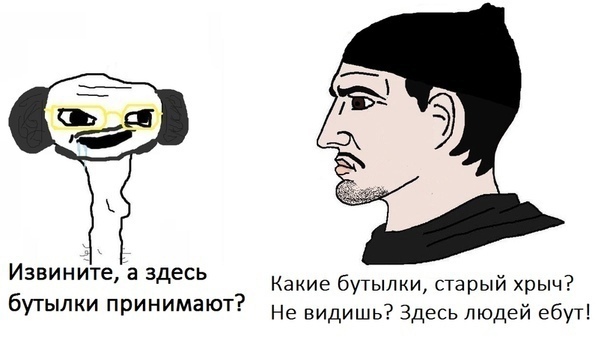 Извините, а здесь
бутылки принимают?
Какие бутылки, старый хрыч?
Не видишь? Здесь людей ебут!